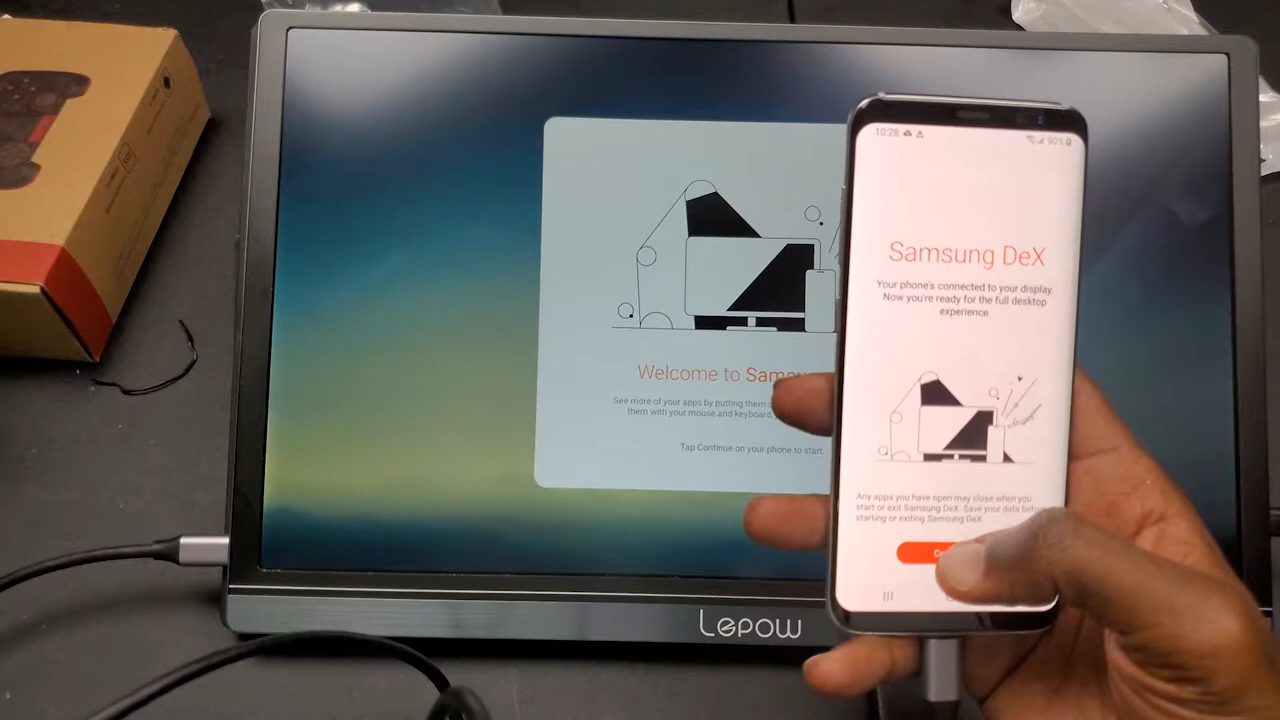 10:28
90%
Samsung DeX
Your phone's connected to your display.
Now you're ready for the full desktop
experience.
Any apps you have open may close when you
start or exit Samsung DeX. Save your data before
starting or exiting Samsung DeX.
Welcome to
See more of your apps by putting them
them with your mouse and keyboard.
Tap Continue on your phone to start.
Lepow